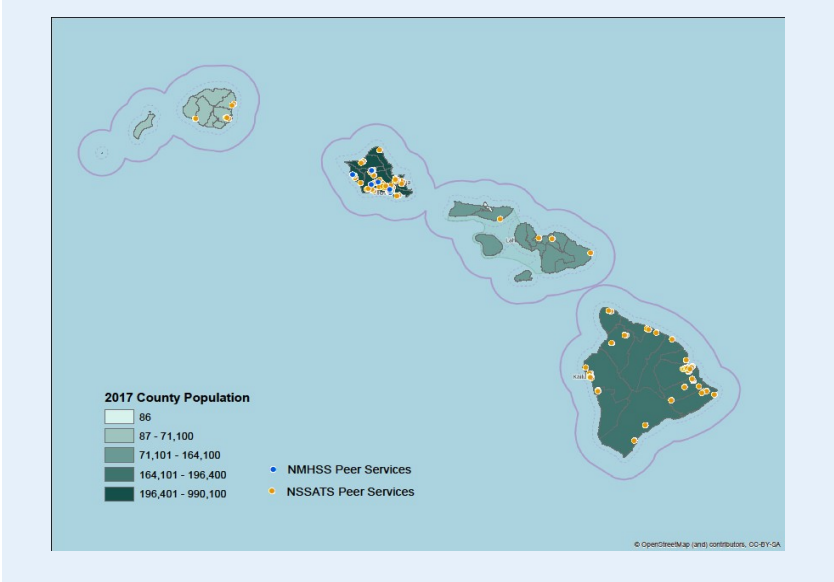 2017 County Population
86
87 - 71,100
71,101 - 164,100
164,101 - 196,400
196,401 - 990,100
NMHSS Peer Services
NSSATS Peer Services
© OpenStreetMap (and) contributors, CC-BY-SA